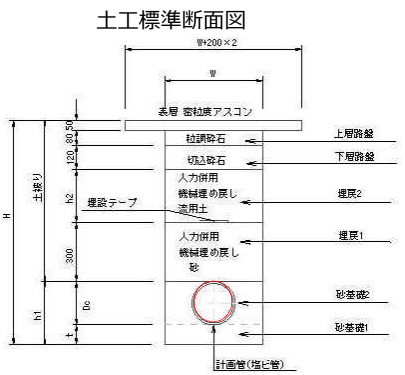 土工標準断面図
W+200×2
W
表層 密粒度アスコン
50
80
粒調砕石
上層路盤
120
切込砕石
下層路盤
人力併用
機械埋め戻し
流用土
h2
埋戻2
土被り
埋設テープ
H
人力併用
機械埋め戻し
砂
300
埋戻1
Dc
砂基礎2
h1
t
砂基礎1
計画管(塩ビ管)